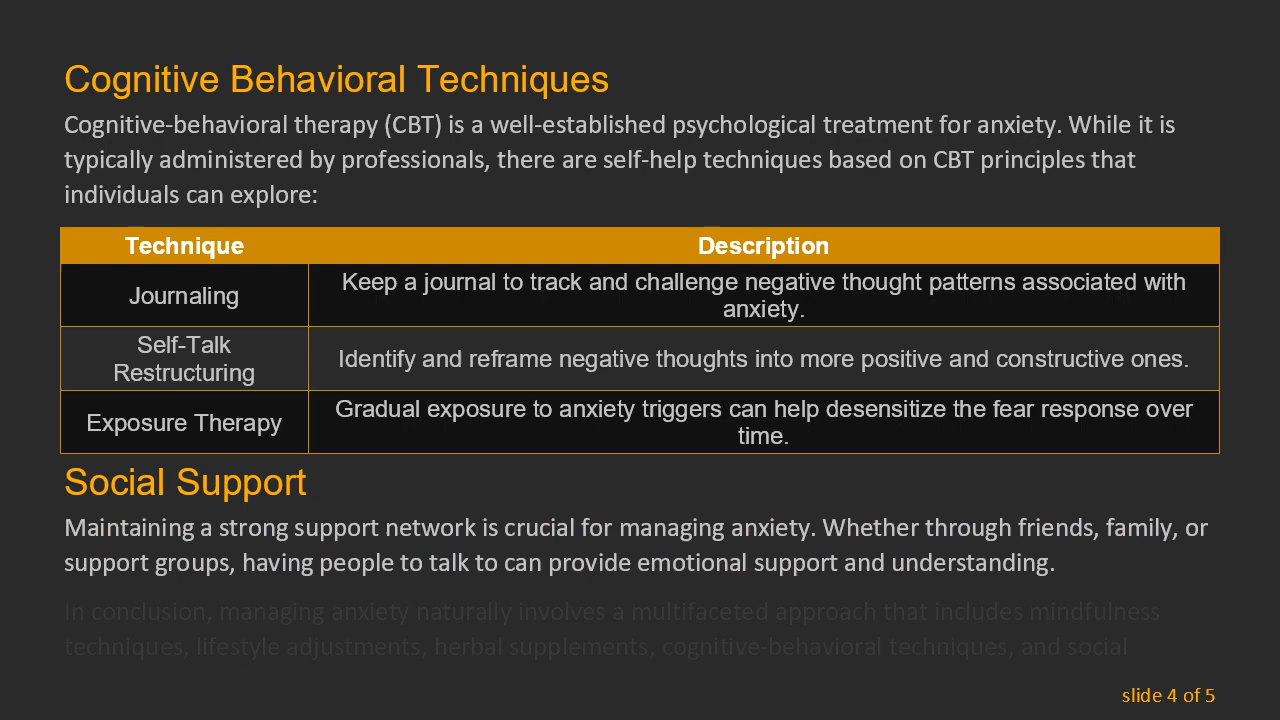 Cognitive Behavioral Techniques
Cognitive-behavioral therapy (CBT) is a well-established psychological treatment for anxiety. While it is
typically administered by professionals, there are self-help techniques based on CBT principles that
individuals can explore:
Technique Description
Journaling Keep a journal to track and challenge negative thought patterns associated with
anxiety.
Self-Talk
Restructuring Identify and reframe negative thoughts into more positive and constructive ones.
Exposure Therapy Gradual exposure to anxiety triggers can help desensitize the fear response over
time.
Social Support
Maintaining a strong support network is crucial for managing anxiety. Whether through friends, family, or
support groups, having people to talk to can provide emotional support and understanding.
In conclusion, managing anxiety naturally involves a multifaceted approach that includes mindfulness
techniques, lifestyle adjustments, herbal supplements, cognitive-behavioral techniques, and social
slide 4 of 5